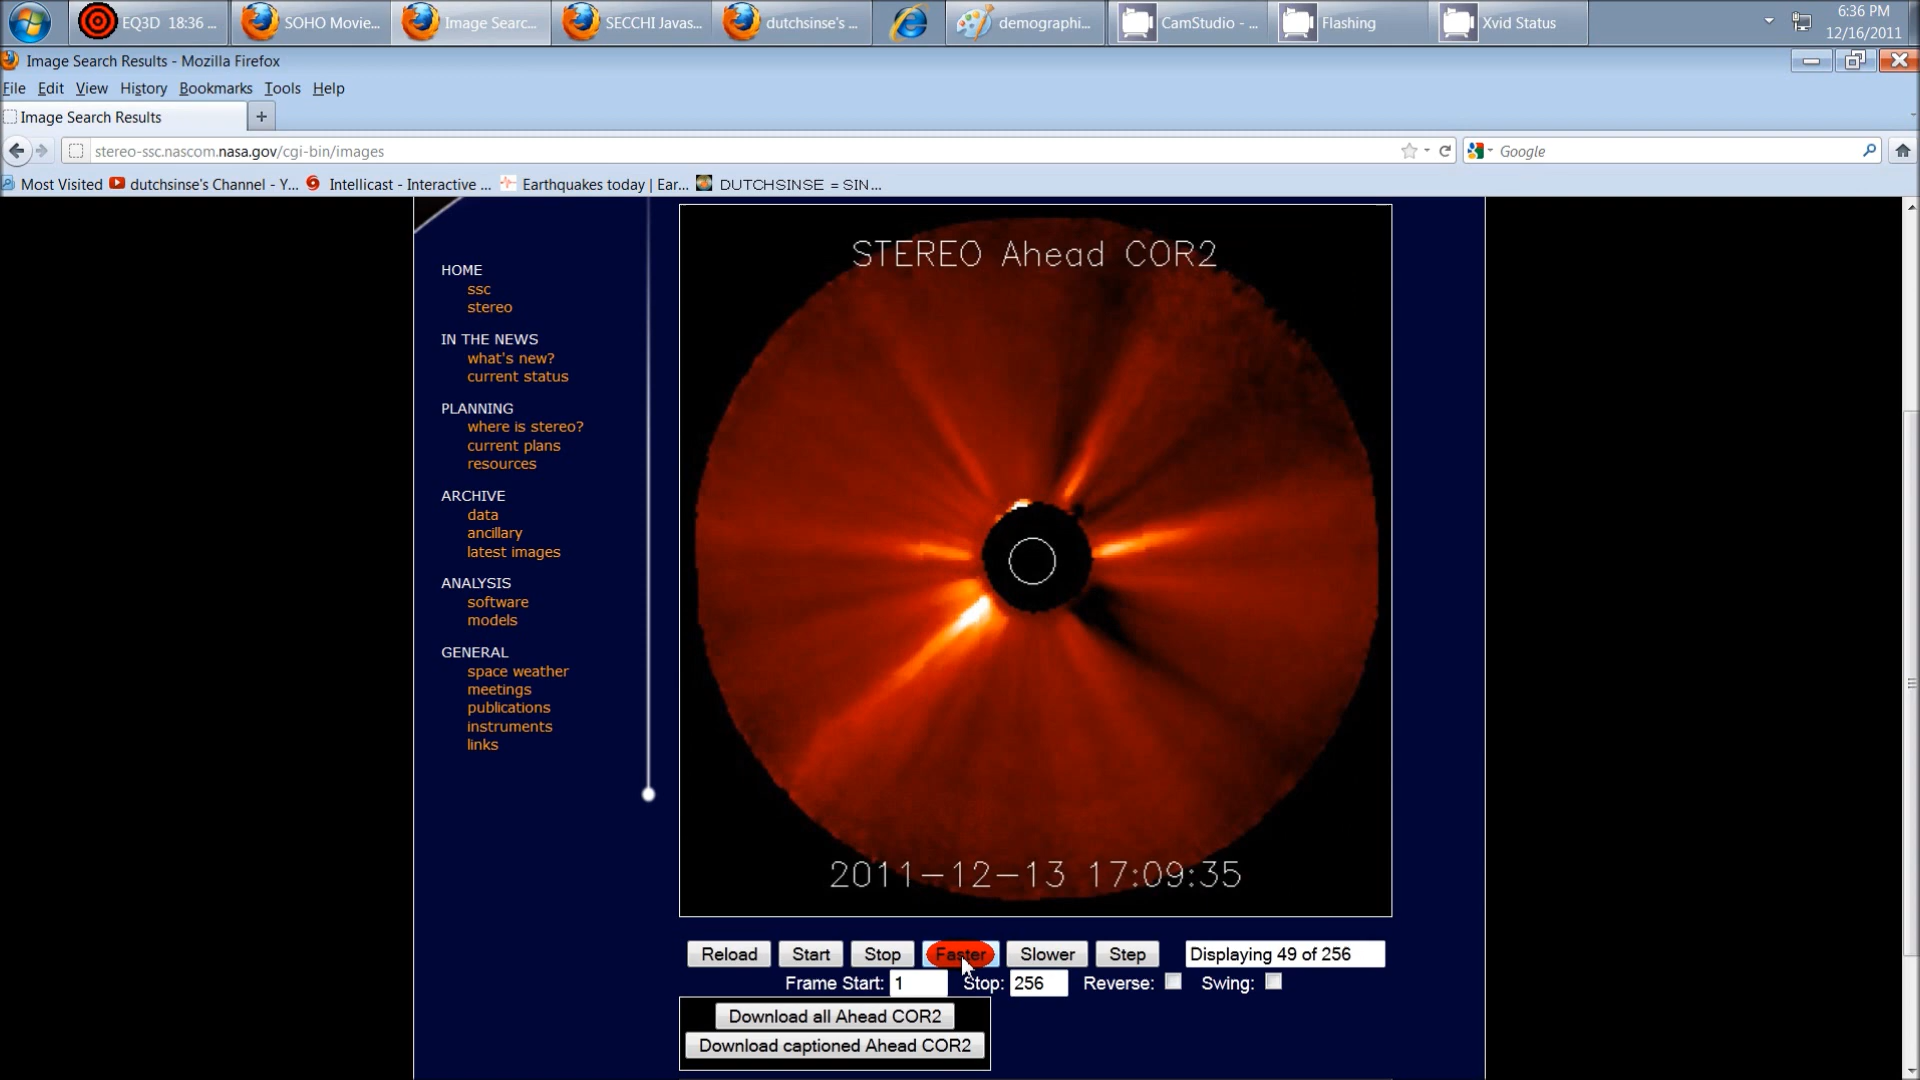 EQ3D 18:36 ...
SOHO Movie...
Image Searc...
SECCHI Javas...
dutchsinse's ...
demographi...
CamStudio - ...
Flashing
Xvid Status
6:36 PM
12/16/2011
Image Search Results - Mozilla Firefox
File Edit View History Bookmarks Tools Help
Image Search Results
+
stereo-ssc.nascom.nasa.gov/cgi-bin/images
Google
Most Visited
dutchsinse's Channel - Y...
Intellicast - Interactive ...
Earthquakes today | Ear...
DUTCHSINSE = SIN...
HOME
ssc
stereo
IN THE NEWS
what's new?
current status
PLANNING
where is stereo?
current plans
resources
ARCHIVE
data
ancillary
latest images
ANALYSIS
software
models
GENERAL
space weather
meetings
publications
instruments
links
STEREO Ahead COR2
2011-12-13 17:09:35
Reload Start Stop Faster Slower Step Displaying 49 of 256
Frame Start: 1 Stop: 256 Reverse: Swing:
Download all Ahead COR2
Download captioned Ahead COR2